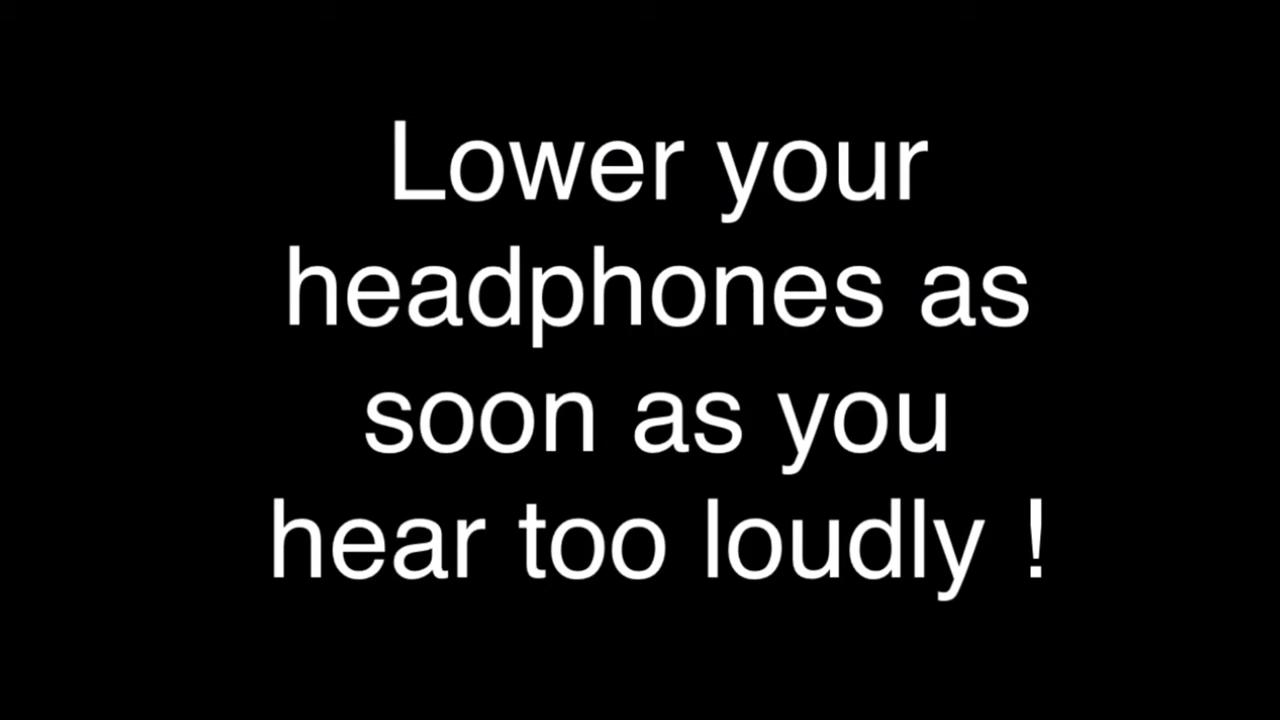 Lower your
headphones as
soon as you
hear too loudly !